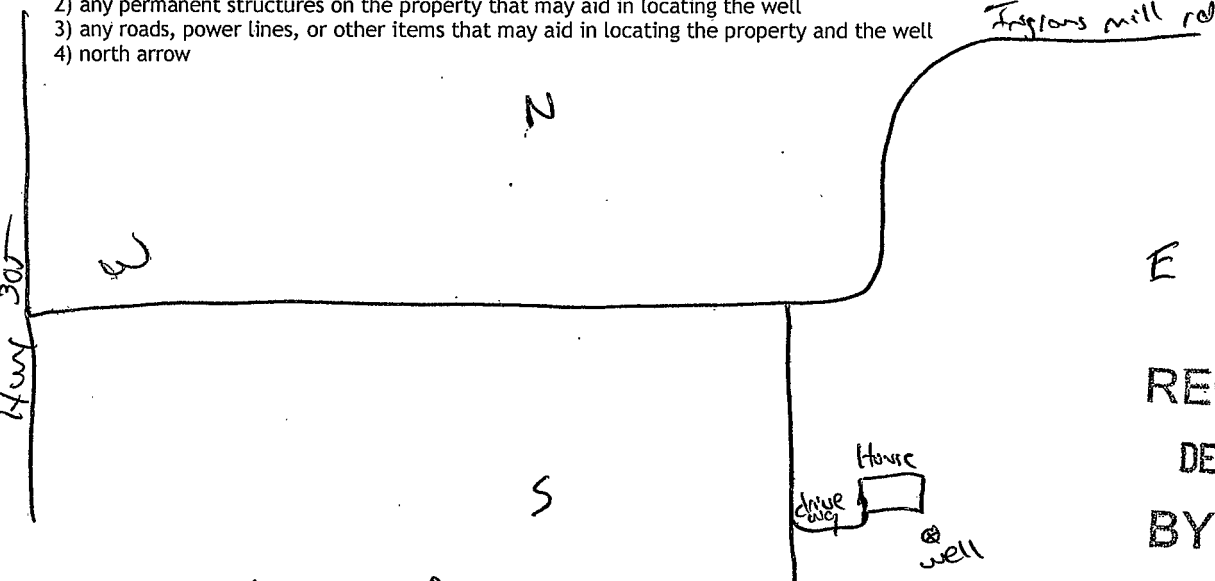 2) any permanent structures on the property that may aid in locating the well
3) any roads, power lines, or other items that may aid in locating the property and the well
4) north arrow
mill rd
N
W
E
Hwy 305
S
House
drive way
well
RE
DE
BY